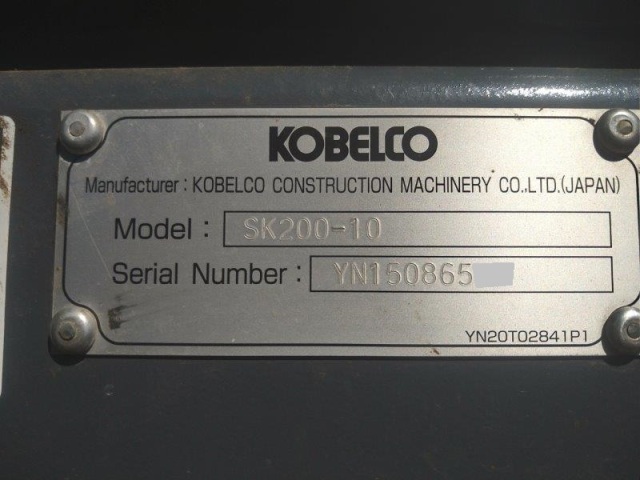 KOBELCO
Manufacturer : KOBELCO CONSTRUCTION MACHINERY CO.,LTD.(JAPAN)
Model : SK200-10
Serial Number : YN150865
YN20T02841P1